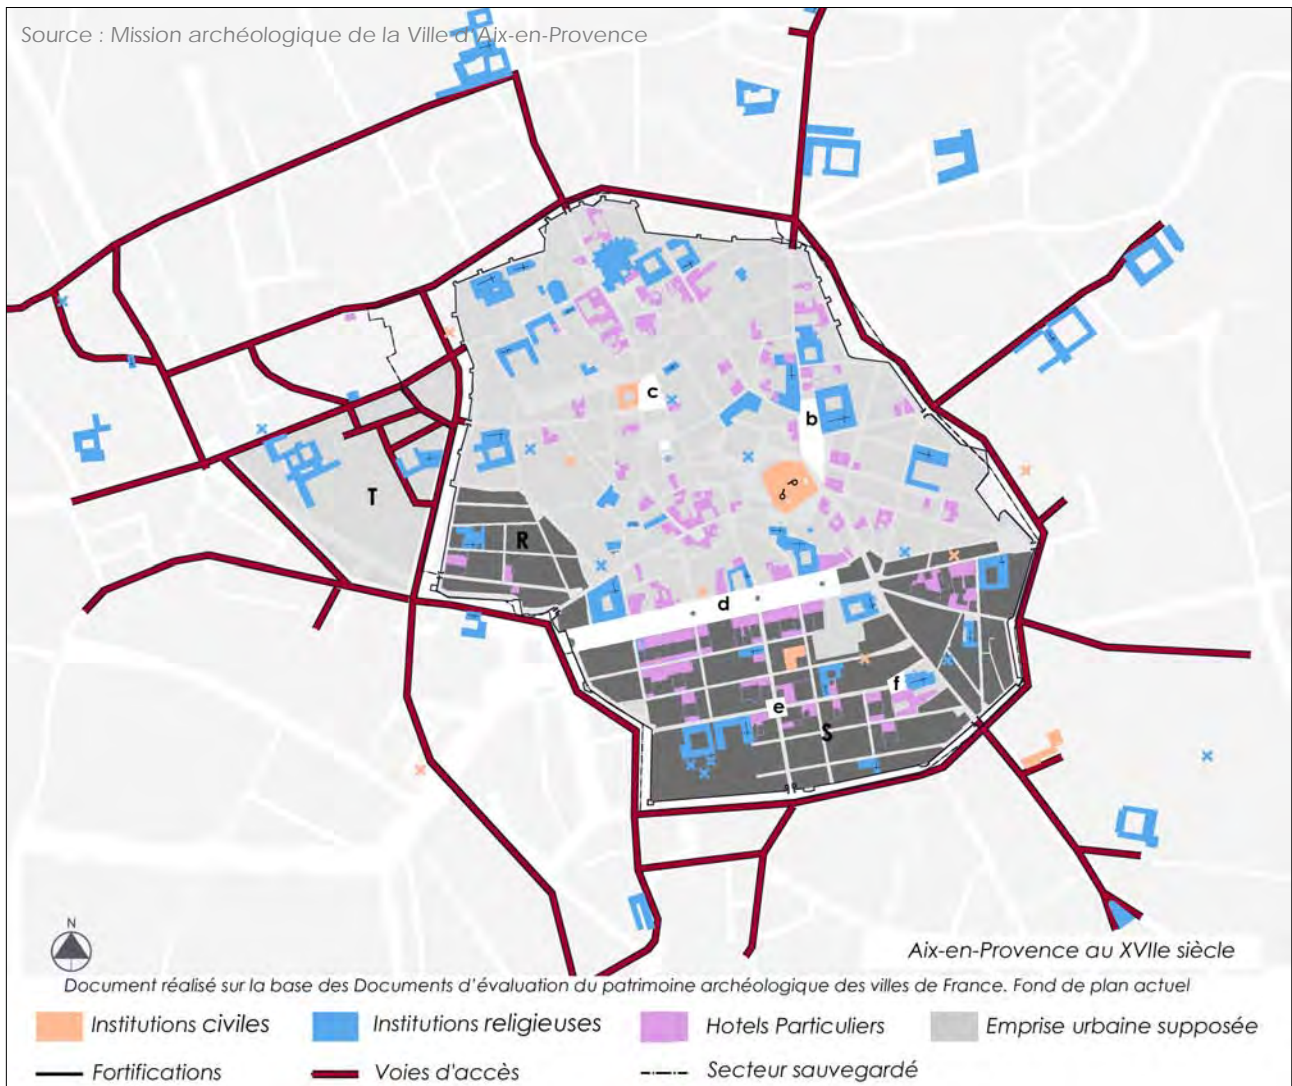 Source : Mission archéologique de la Ville d'Aix-en-Provence
c
b
T
R
d
f
e
S
N
Aix-en-Provence au XVIIe siècle
Document réalisé sur la base des Documents d'évaluation du patrimoine archéologique des villes de France. Fond de plan actuel
Institutions civiles
Institutions religieuses
Hotels Particuliers
Emprise urbaine supposée
Fortifications
Voies d'accès
Secteur sauvegardé